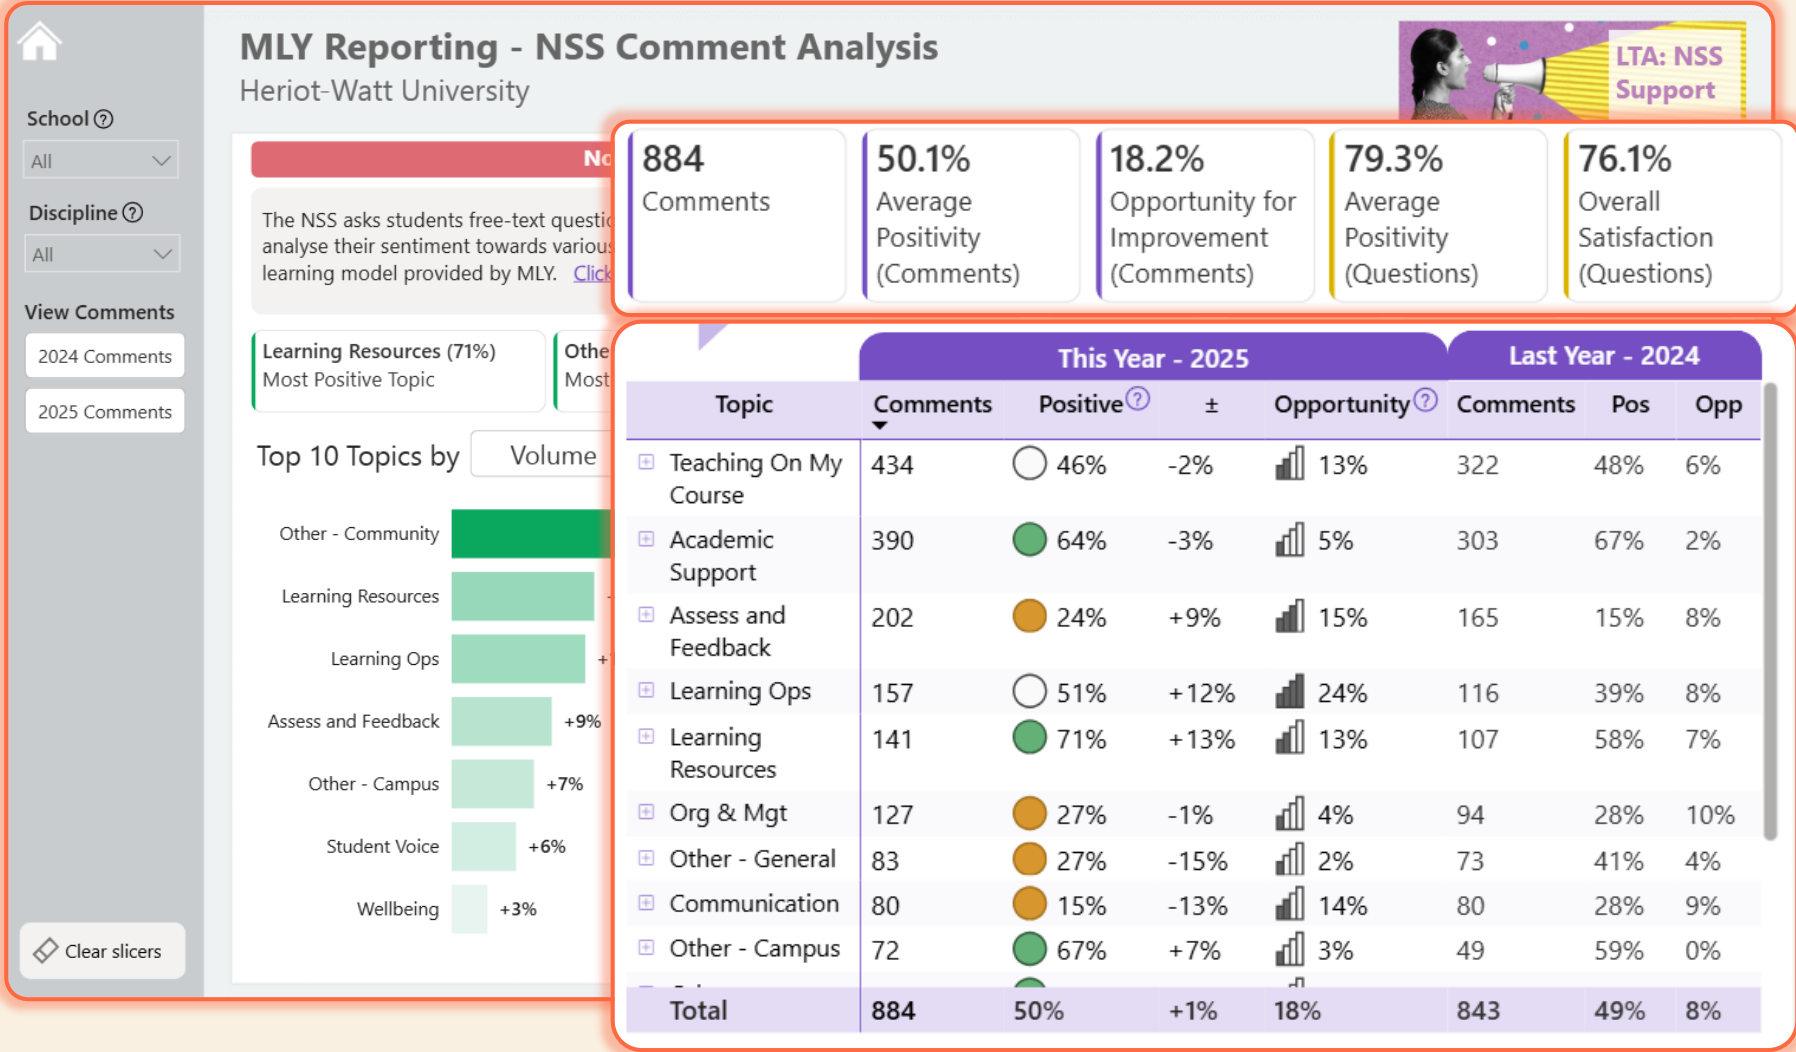 MLY Reporting - NSS Comment Analysis
Heriot-Watt University
LTA: NSS
Support
School
All
Discipline
All
View Comments
2024 Comments
2025 Comments
Clear slicers
The NSS asks students free-text
analyse their sentiment towards various
learning model provided by MLY. Click
Learning Resources (71%)
Most Positive Topic
Most
Top 10 Topics by Volume
Other - Community
Learning Resources
Learning Ops
Assess and Feedback +9%
Other - Campus +7%
Student Voice +6%
Wellbeing +3%
884
Comments
50.1%
Average
Positivity
(Comments)
18.2%
Opportunity for
Improvement
(Comments)
79.3%
Average
Positivity
(Questions)
76.1%
Overall
Satisfaction
(Questions)
This Year - 2025 Last Year - 2024
Topic Comments Positive ± Opportunity Comments Pos Opp
Teaching On My
Course 434 46% -2% 13% 322 48% 6%
Academic
Support 390 64% -3% 5% 303 67% 2%
Assess and
Feedback 202 24% +9% 15% 165 15% 8%
Learning Ops 157 51% +12% 24% 116 39% 8%
Learning
Resources 141 71% +13% 13% 107 58% 7%
Org & Mgt 127 27% -1% 4% 94 28% 10%
Other - General 83 27% -15% 2% 73 41% 4%
Communication 80 15% -13% 14% 80 28% 9%
Other - Campus 72 67% +7% 3% 49 59% 0%
Total 884 50% +1% 18% 843 49% 8%